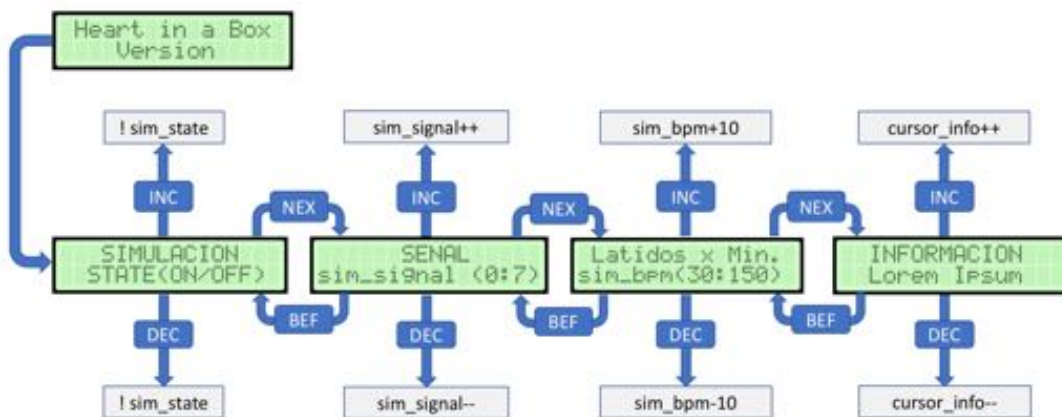 Heart in a Box
Version
! sim_state
sim_signal++
sim_bpm+10
cursor_info++
INC
INC
INC
INC
NEX
NEX
NEX
SIMULACION
STATE(ON/OFF)
SENAL
sim_signal (0:7)
Latidos x Min.
sim_bpm(30:150)
INFORMACION
Lorem Ipsum
BEF
BEF
BEF
DEC
DEC
DEC
DEC
! sim_state
sim_signal--
sim_bpm-10
cursor_info--